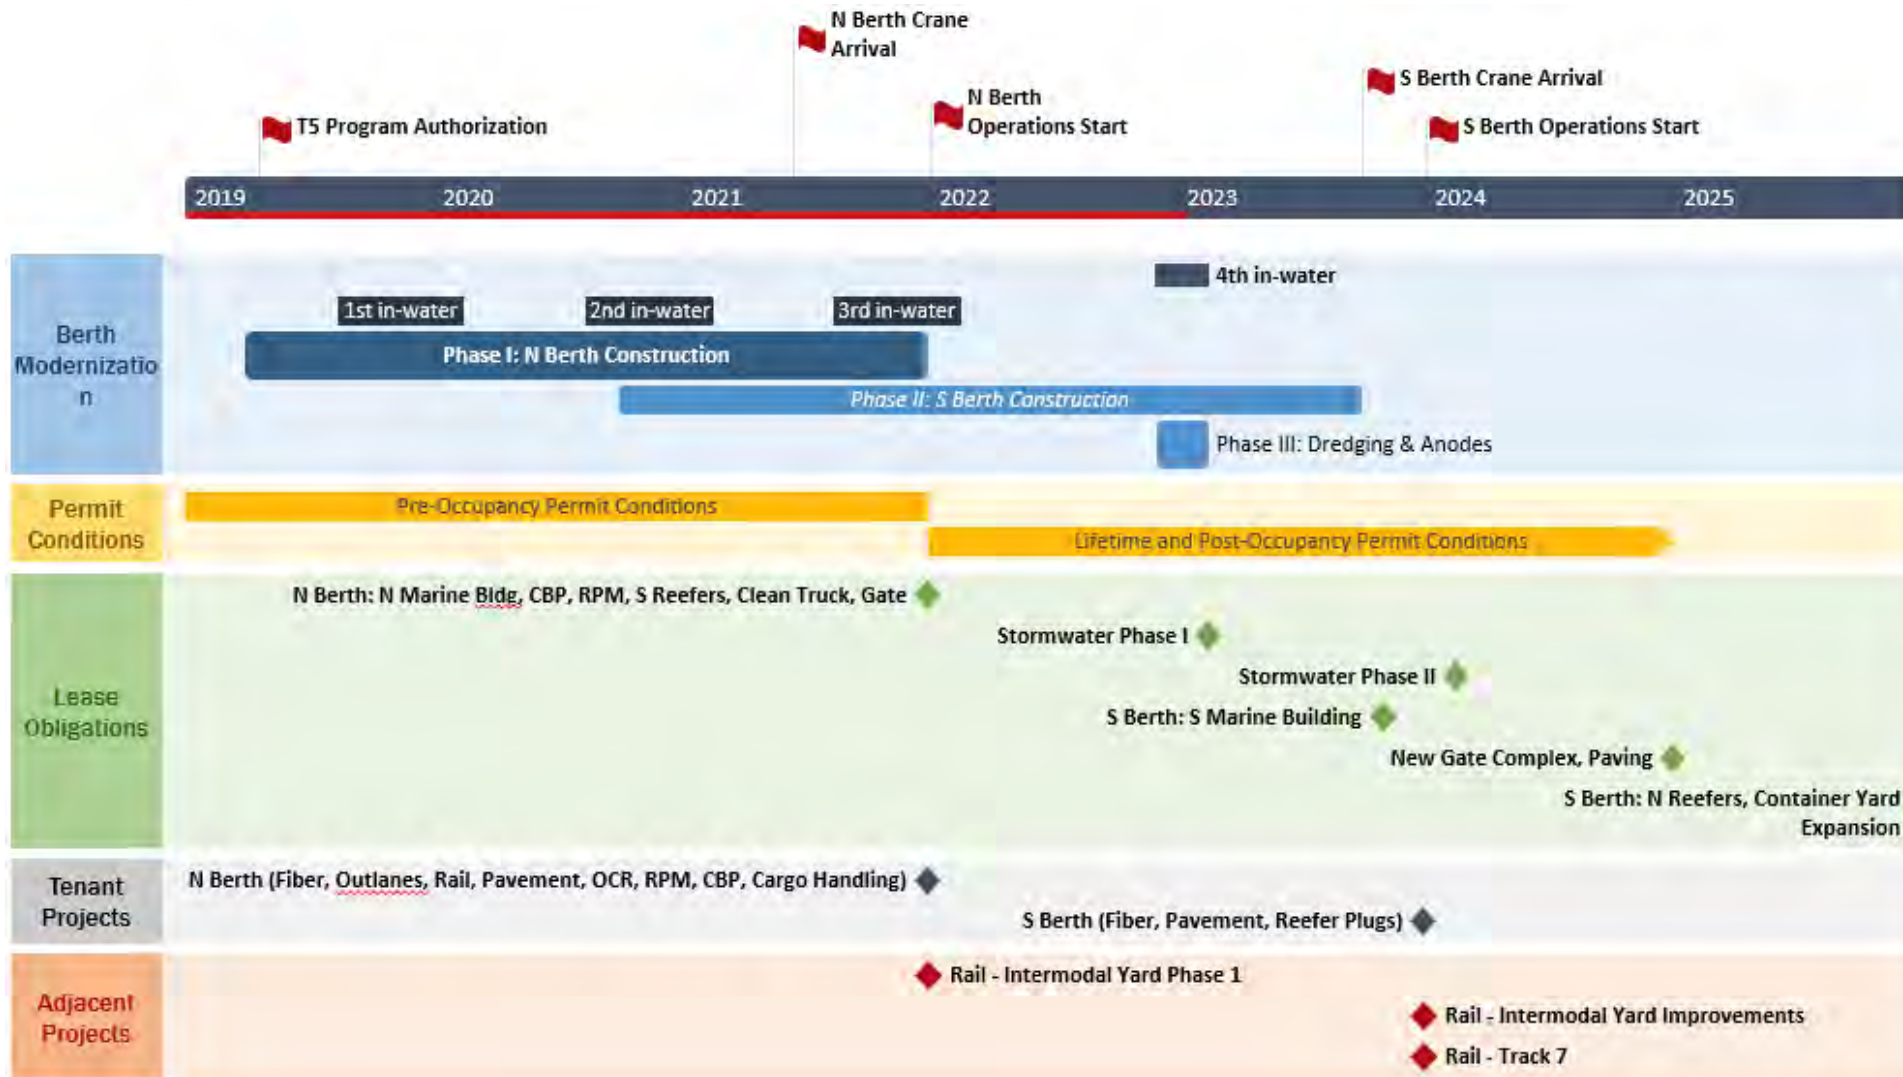 N Berth Crane
Arrival
S Berth Crane Arrival
N Berth
Operations Start
T5 Program Authorization
S Berth Operations Start
2019 2020 2021 2022 2023 2024 2025
Berth
Modernizatio
n
4th in-water
1st in-water 2nd in-water 3rd in-water
Phase I: N Berth Construction
Phase II: S Berth Construction
Phase III: Dredging & Anodes
Permit
Conditions
Pre-Occupancy Permit Conditions
Lifetime and Post-Occupancy Permit Conditions
Lease
Obligations
N Berth: N Marine Bldg, CBP, RPM, S Reefers, Clean Truck, Gate
Stormwater Phase I
Stormwater Phase II
S Berth: S Marine Building
New Gate Complex, Paving
S Berth: N Reefers, Container Yard
Expansion
Tenant
Projects
N Berth (Fiber, Outlanes, Rail, Pavement, OCR, RPM, CBP, Cargo Handling)
S Berth (Fiber, Pavement, Reefer Plugs)
Adjacent
Projects
Rail - Intermodal Yard Phase 1
Rail - Intermodal Yard Improvements
Rail - Track 7